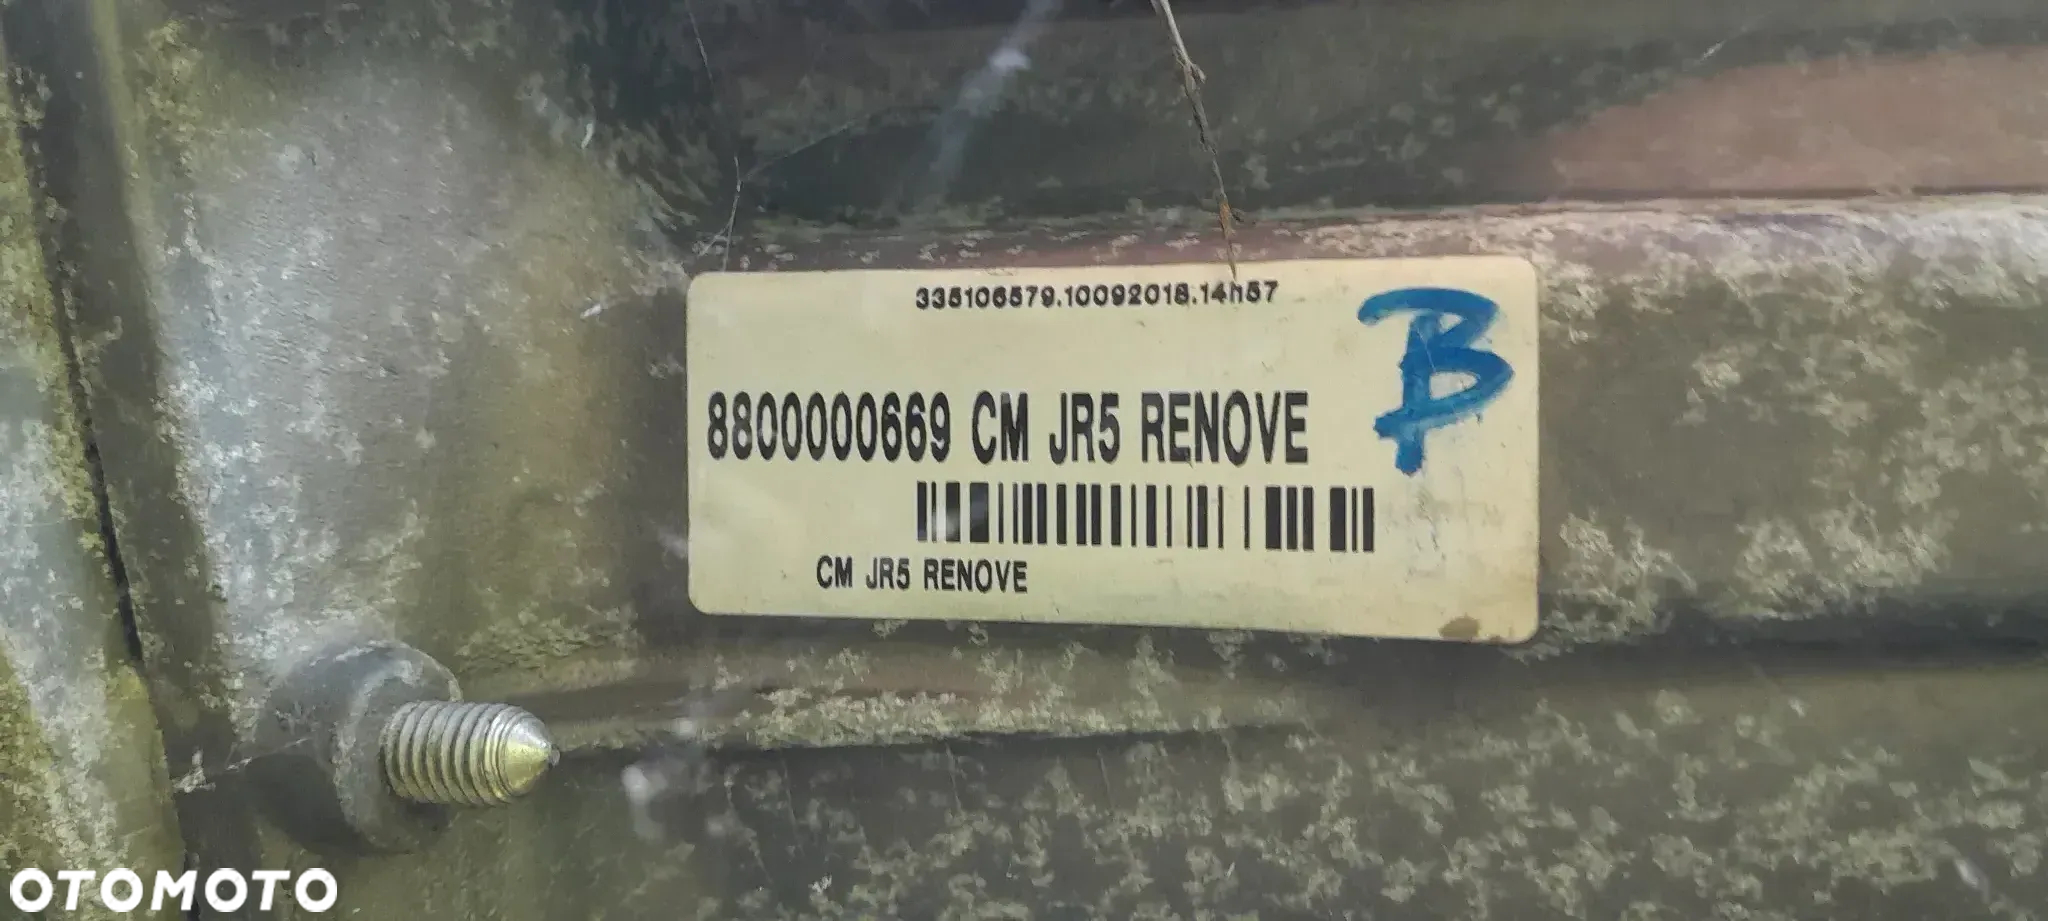 335106579.10092018.14h57
B
8800000669 CM JR5 RENOVE
CM JR5 RENOVE
OTOMOTO